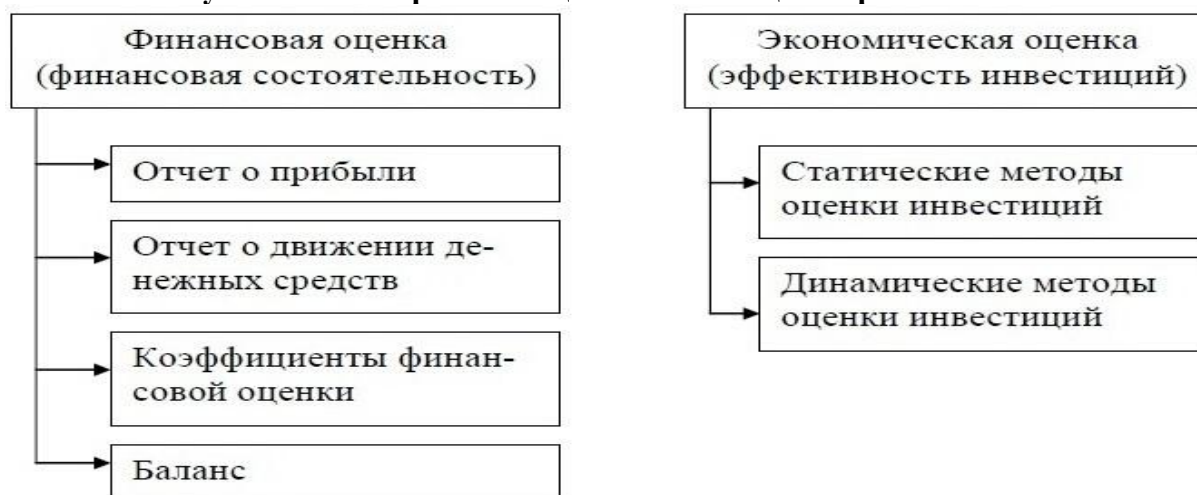 Финансовая оценка
(финансовая состоятельность)
Отчет о прибыли
Отчет о движении де-
нежных средств
Коэффициенты финан-
совой оценки
Баланс
Экономическая оценка
(эффективность инвестиций)
Статические методы
оценки инвестиций
Динамические методы
оценки инвестиций